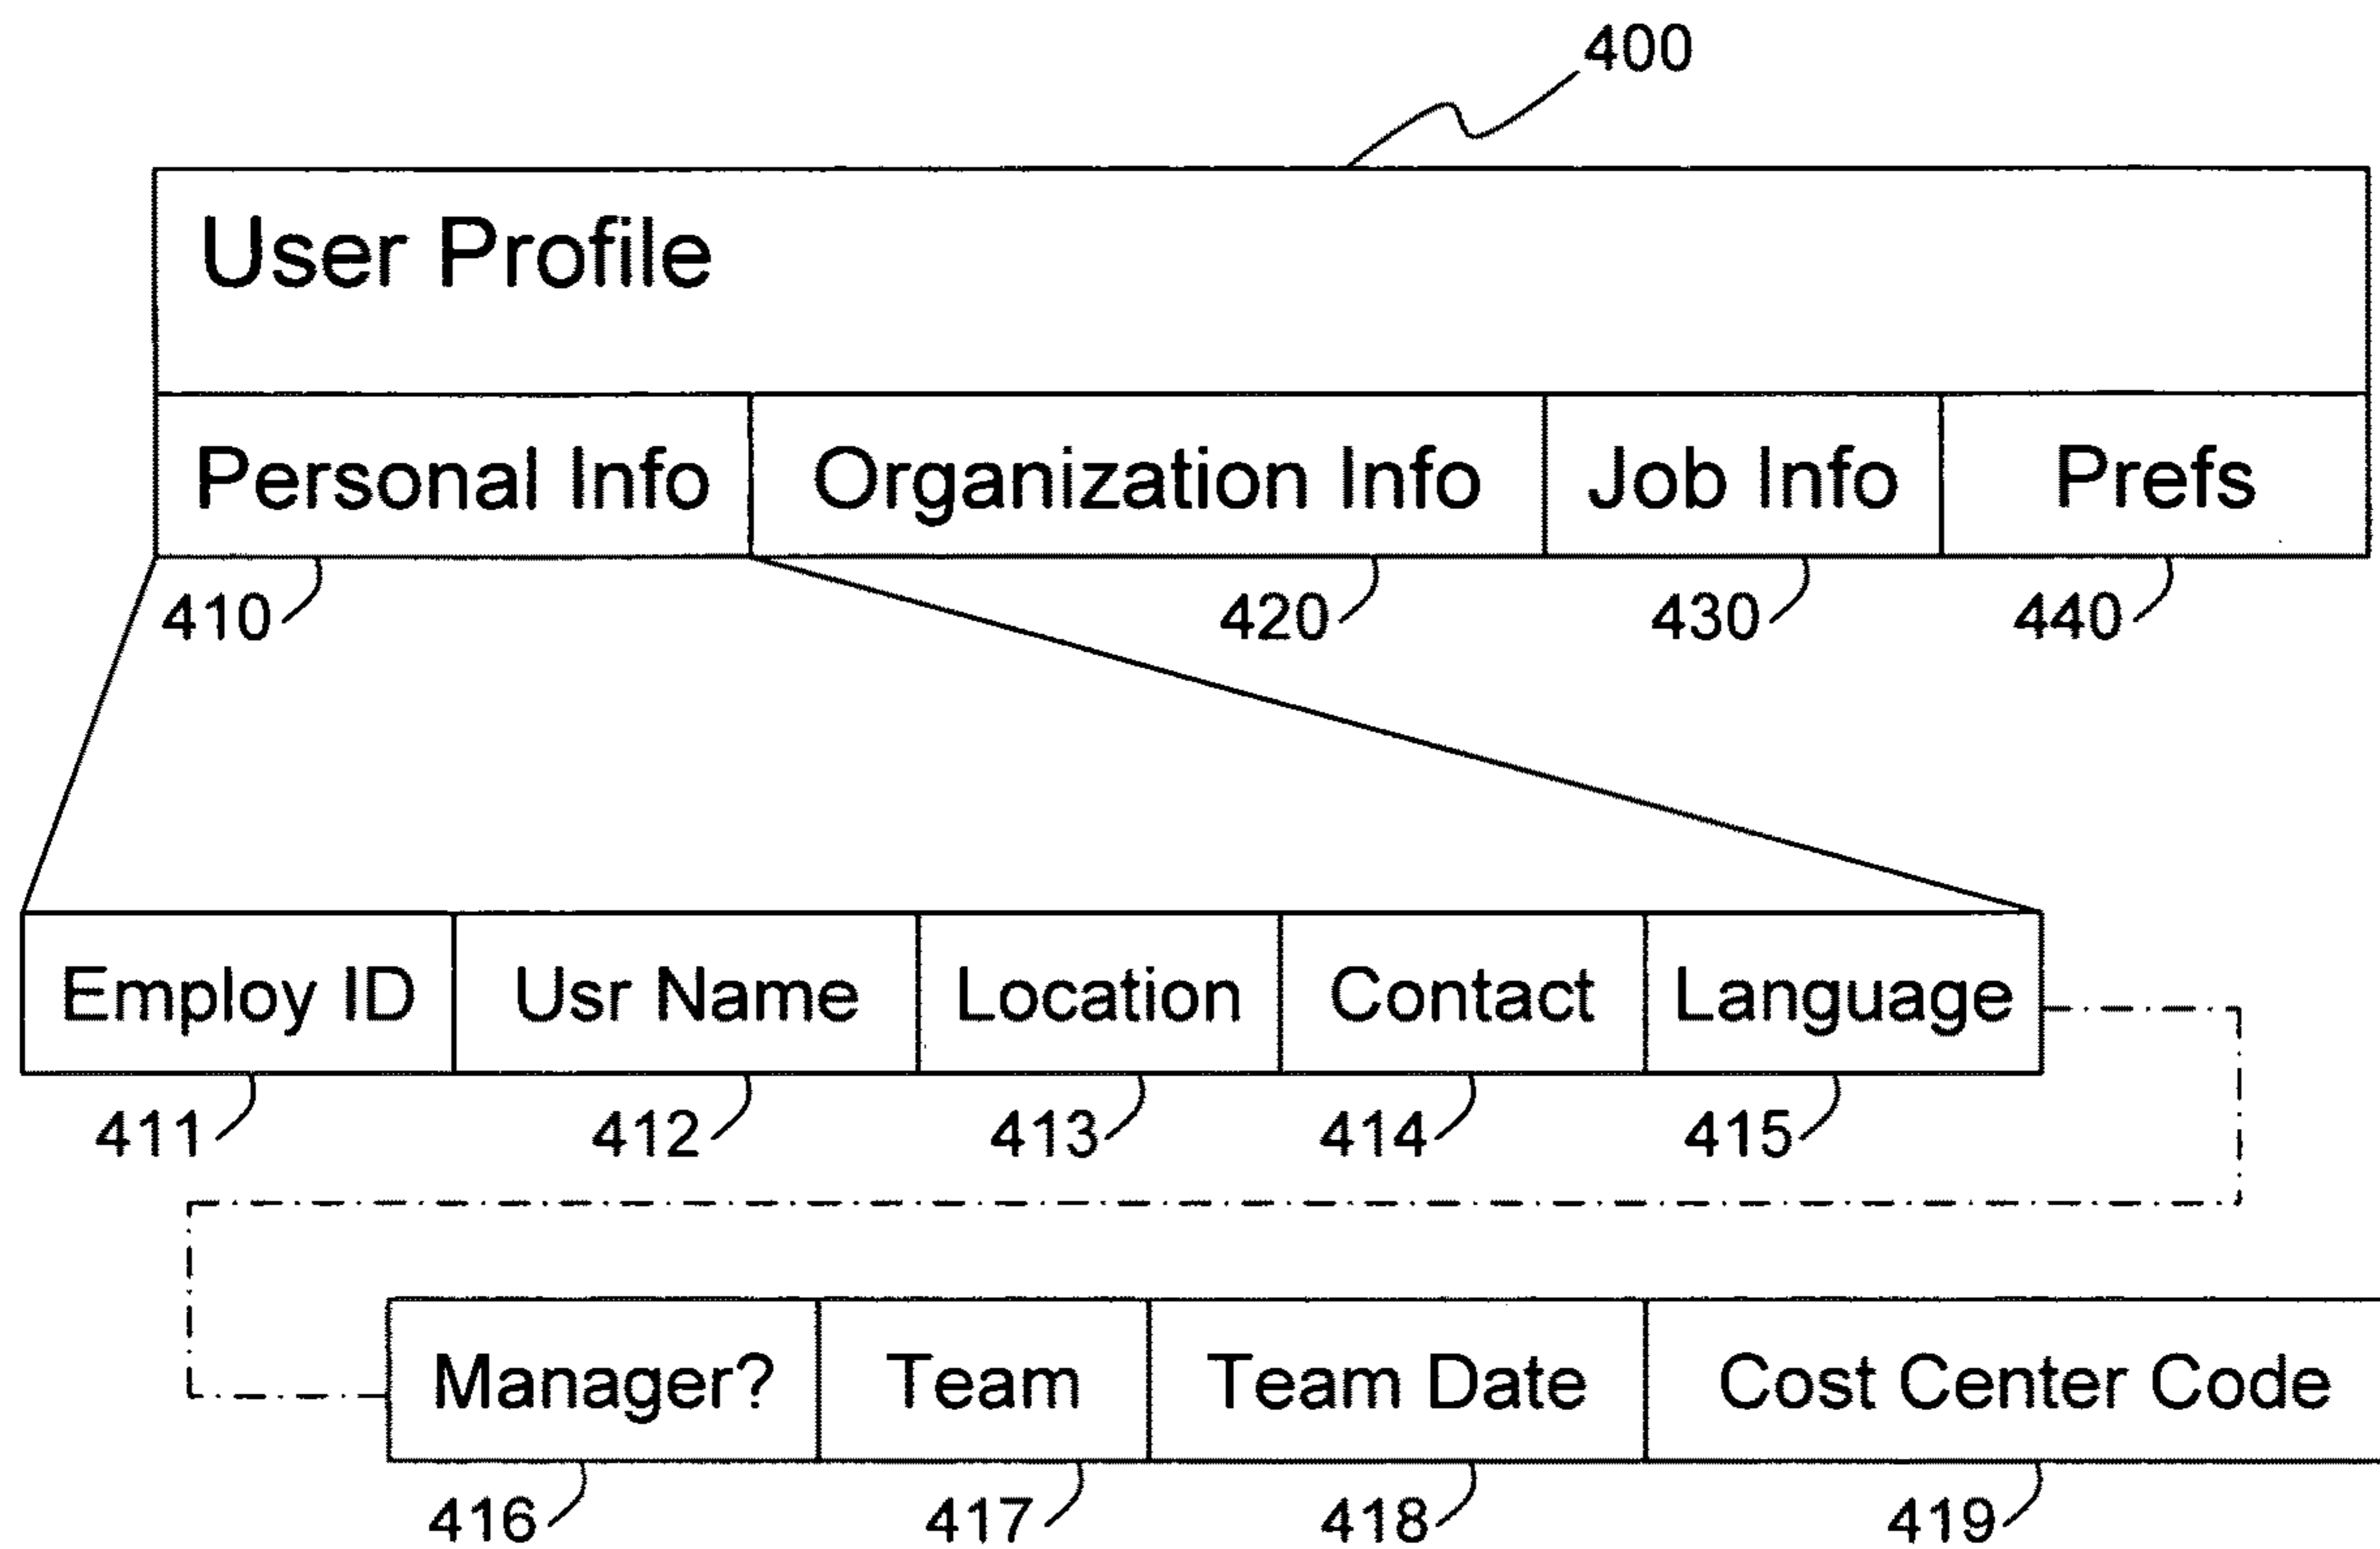 400
User Profile
Personal Info Organization Info Job Info Prefs
410 420 430 440
Employ ID Usr Name Location Contact Language
411 412 413 414 415
Manager? Team Team Date Cost Center Code
416 417 418 419